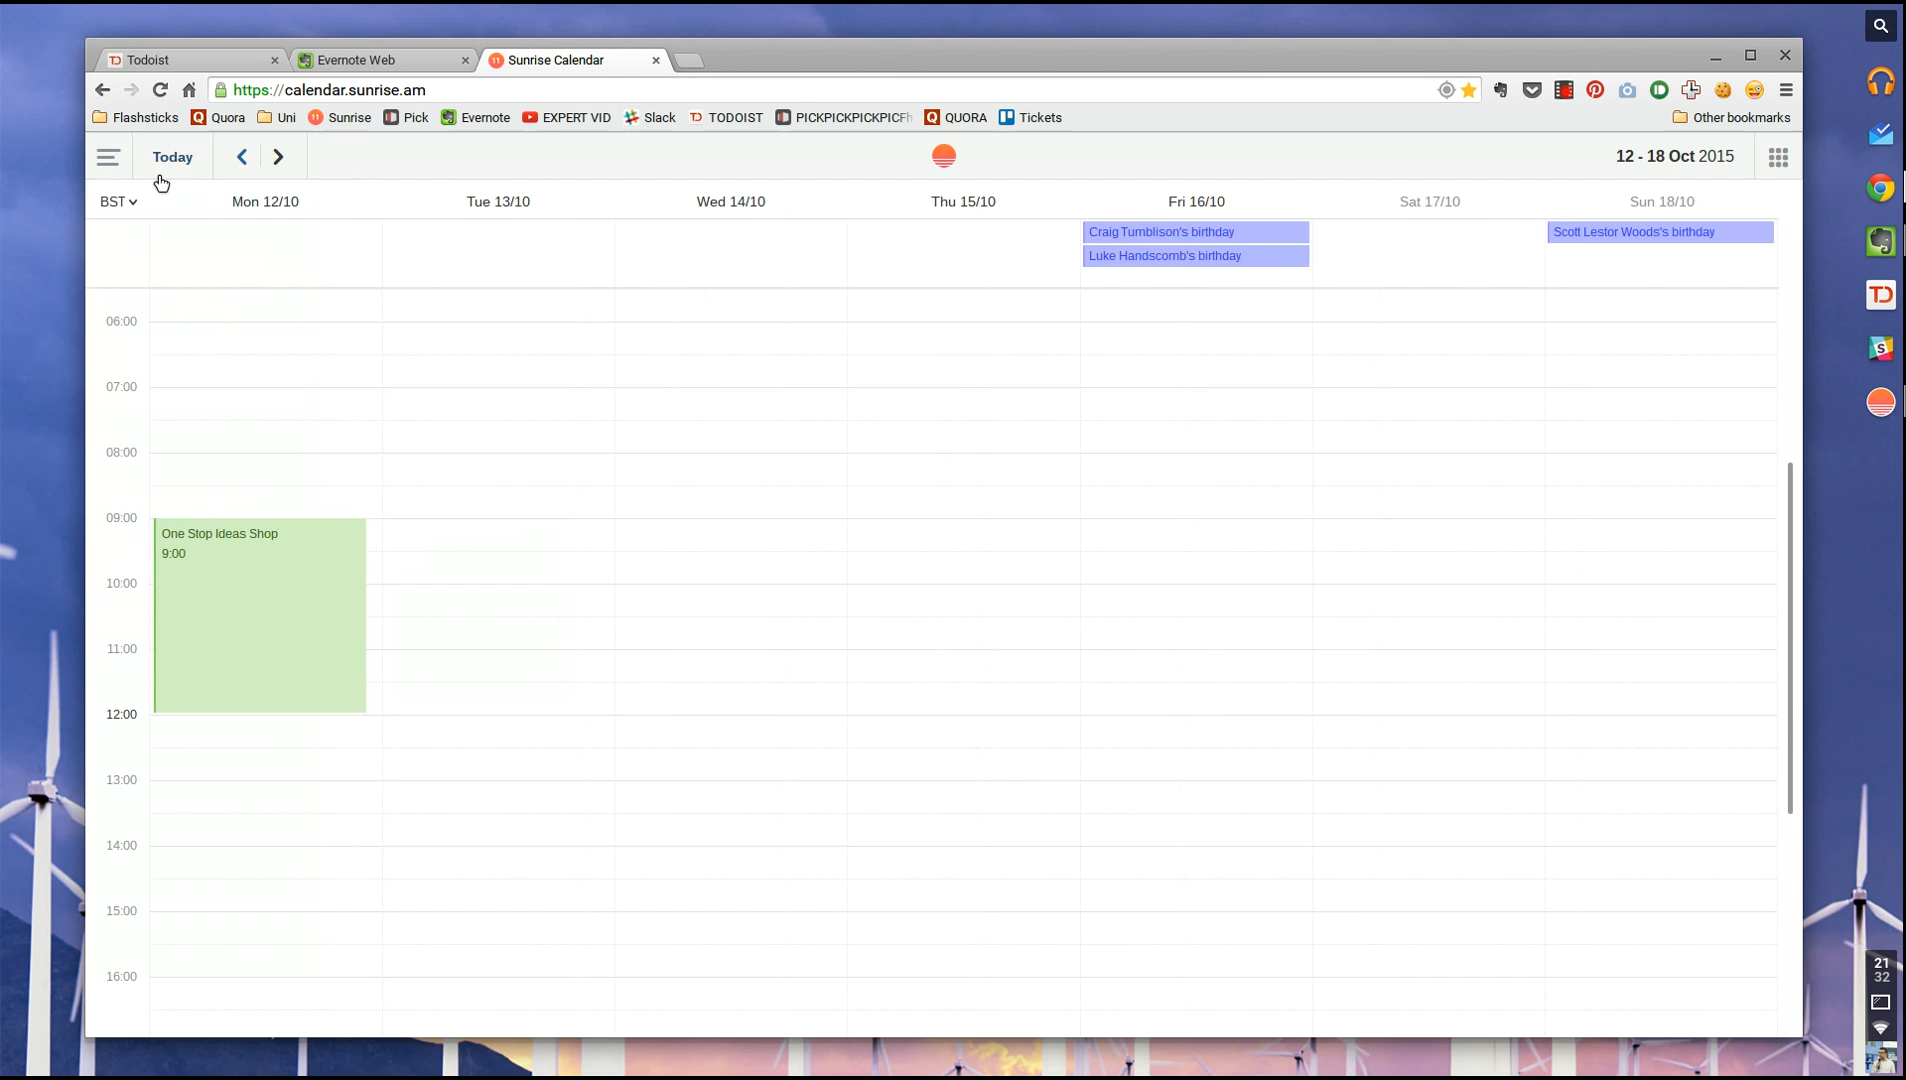 Todoist
Evernote Web
Sunrise Calendar
https://calendar.sunrise.am
Flashsticks
Quora
Uni
Sunrise
Pick
Evernote
EXPERT VID
Slack
TODOIST
PICKPICKPICKPICFh
QUORA
Tickets
Other bookmarks
Today
12 - 18 Oct 2015
BST
Mon 12/10
Tue 13/10
Wed 14/10
Thu 15/10
Fri 16/10
Sat 17/10
Sun 18/10
Craig Tumblison's birthday
Scott Lestor Woods's birthday
Luke Handscomb's birthday
06:00
07:00
08:00
09:00
One Stop Ideas Shop
9:00
10:00
11:00
12:00
13:00
14:00
15:00
16:00
21
32